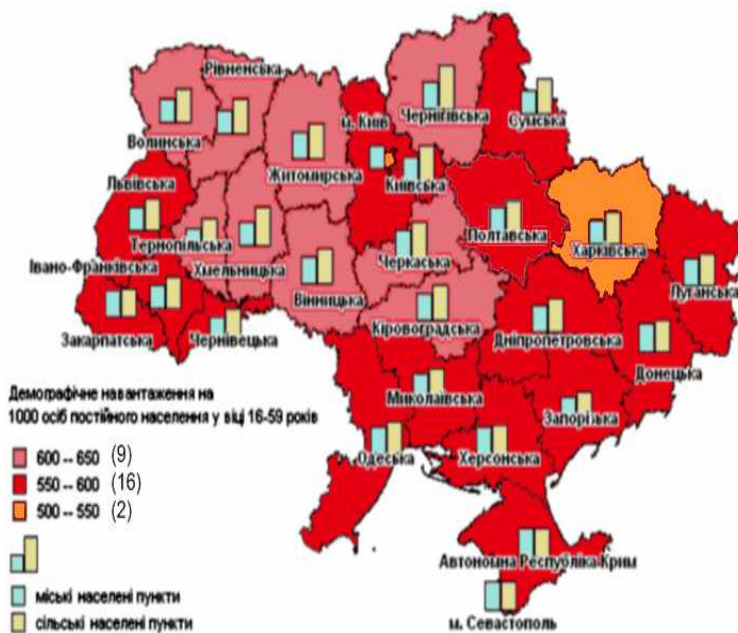 Рівненська
Волинська
Чернігівська
Сумська
м. Київ
Житомирська
Київська
Львівська
Тернопільська
Хмельницька
Полтавська
Харківська
Черкаська
Івано-Франківська
Вінницька
Луганська
Кіровоградська
Закарпатська
Чернівецька
Дніпропетровська
Донецька
Миколаївська
Запорізька
Одеська
Херсонська
Автономна Республіка Крим
м. Севастополь
Демографічне навантаження на
1000 осіб постійного населення у віці 16-59 років
600 -- 650 (9)
550 -- 600 (16)
500 -- 550 (2)
міські населені пункти
сільські населені пункти